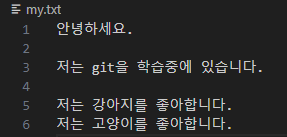 my.txt
1 안녕하세요.
2
3 저는 git을 학습중에 있습니다.
4
5 저는 강아지를 좋아합니다.
6 저는 고양이를 좋아합니다.